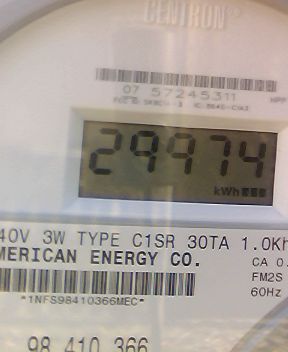 CENTRON®
07 57245311
29974
kWh
40V 3W TYPE C1SR 30TA 1.0Kh
MERICAN ENERGY CO.
CA 0.
FM2S
*1NFS98410366MEC*
60Hz
98 410 366